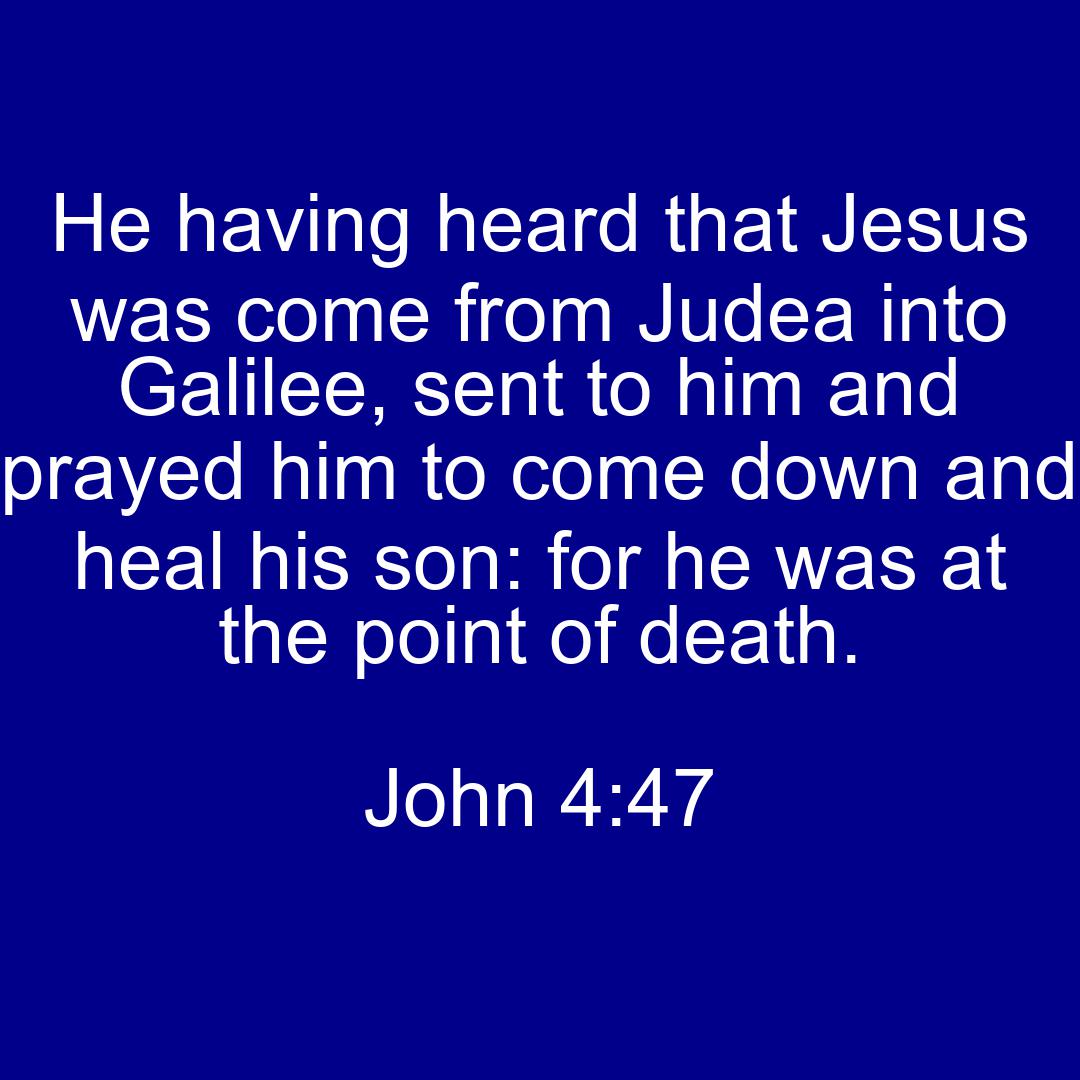 He having heard that Jesus
was come from Judea into
Galilee, sent to him and
prayed him to come down and
heal his son: for he was at
the point of death.
John 4:47